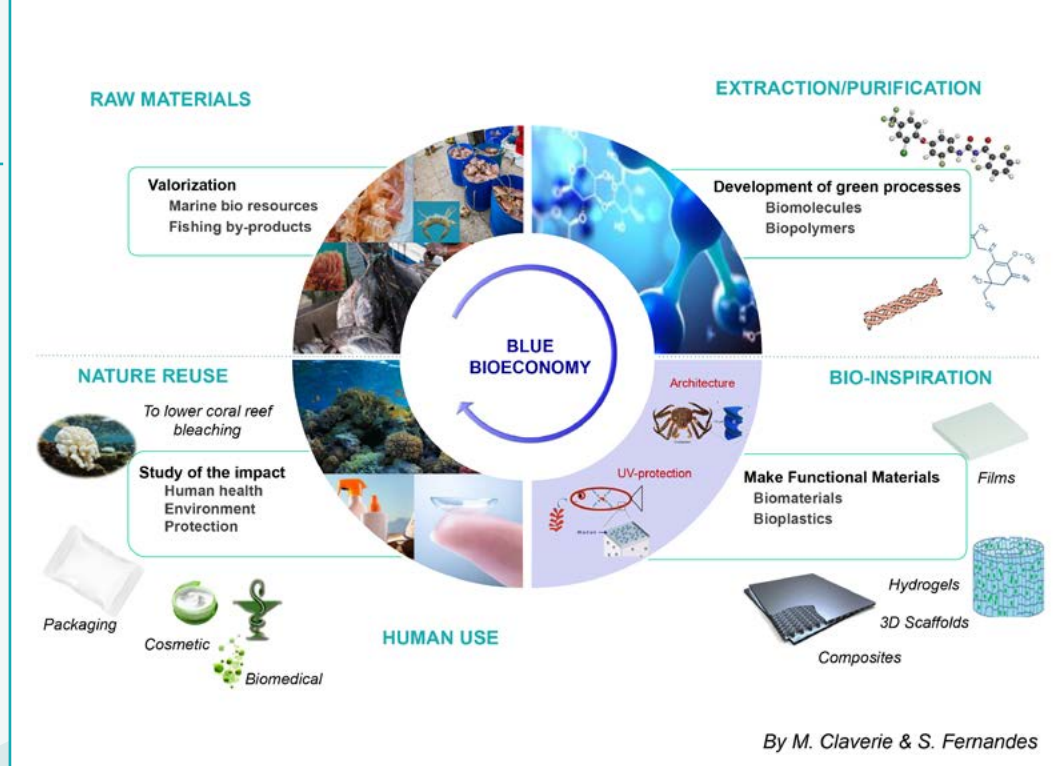 RAW MATERIALS
Valorization
Marine bio resources
Fishing by-products
EXTRACTION/PURIFICATION
Development of green processes
Biomolecules
Biopolymers
BLUE
BIOECONOMY
NATURE REUSE
To lower coral reef
bleaching
Study of the impact
Human health
Environment
Protection
Packaging
Cosmetic
Biomedical
HUMAN USE
BIO-INSPIRATION
Architecture
UV-protection
Make Functional Materials
Biomaterials
Bioplastics
Films
Hydrogels
3D Scaffolds
Composites
By M. Claverie & S. Fernandes